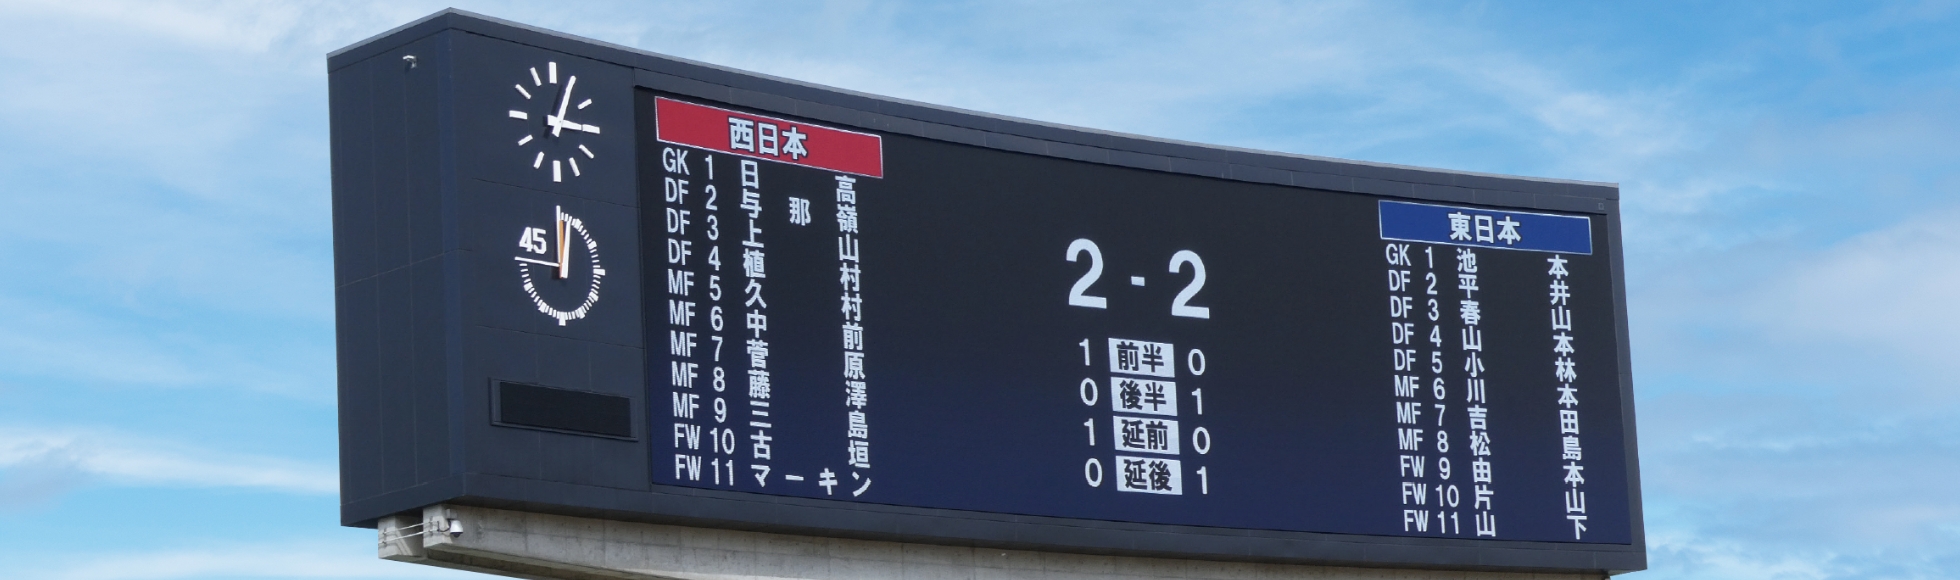 45
西日本
GK 1 日高
DF 2 与那嶺
DF 3 上山
DF 4 植村
MF 5 久村
MF 6 中前
MF 7 菅原
MF 8 藤澤
MF 9 三島
FW 10 古垣
FW 11 マーキン
2 - 2
1 前半 0
0 後半 1
1 延前 0
0 延後 1
東日本
GK 1 池本
DF 2 平井
DF 3 春山
DF 4 山本
DF 5 小林
MF 6 川本
MF 7 吉田
MF 8 松島
FW 9 由本
FW 10 片山
FW 11 山下